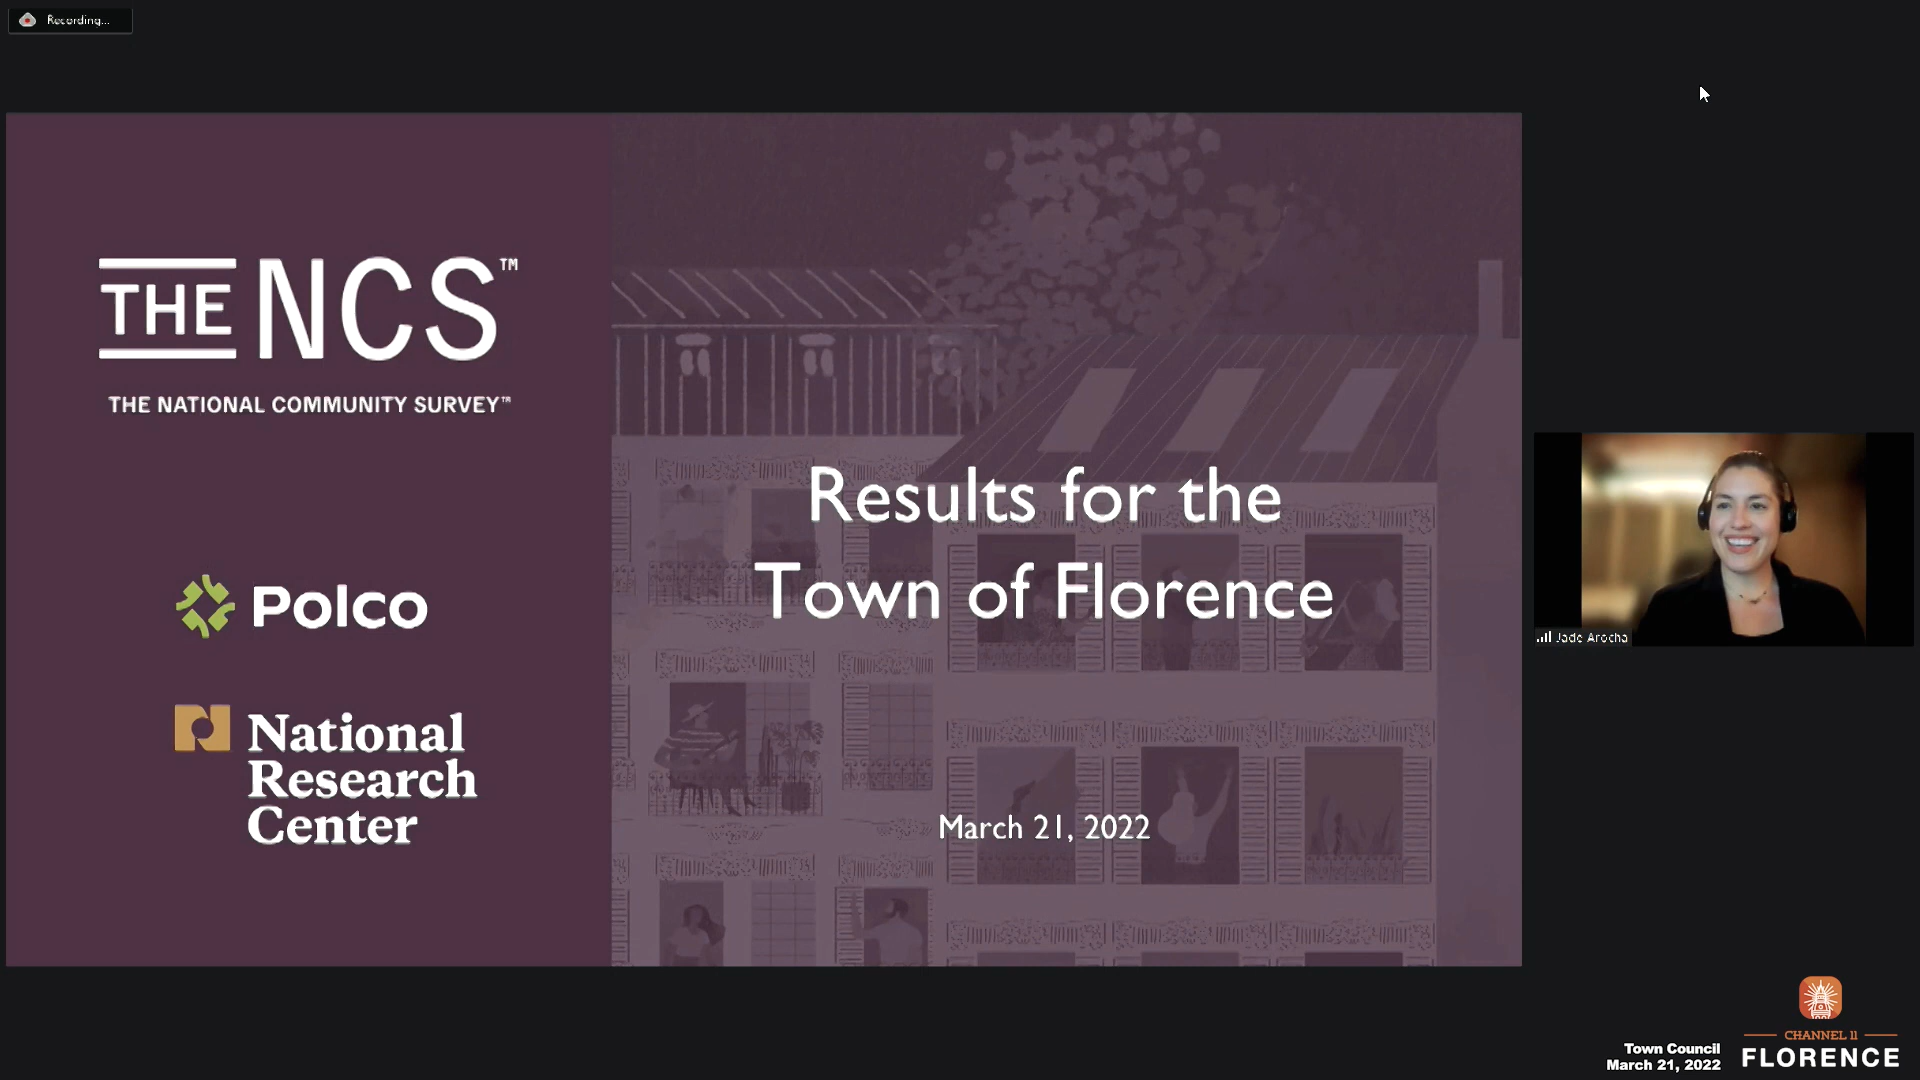 Recording...
THE NCS™
THE NATIONAL COMMUNITY SURVEY™
Polco
National
Research
Center
Results for the
Town of Florence
March 21, 2022
Jade Arocha
Town Council
March 21, 2022
CHANNEL 11
FLORENCE